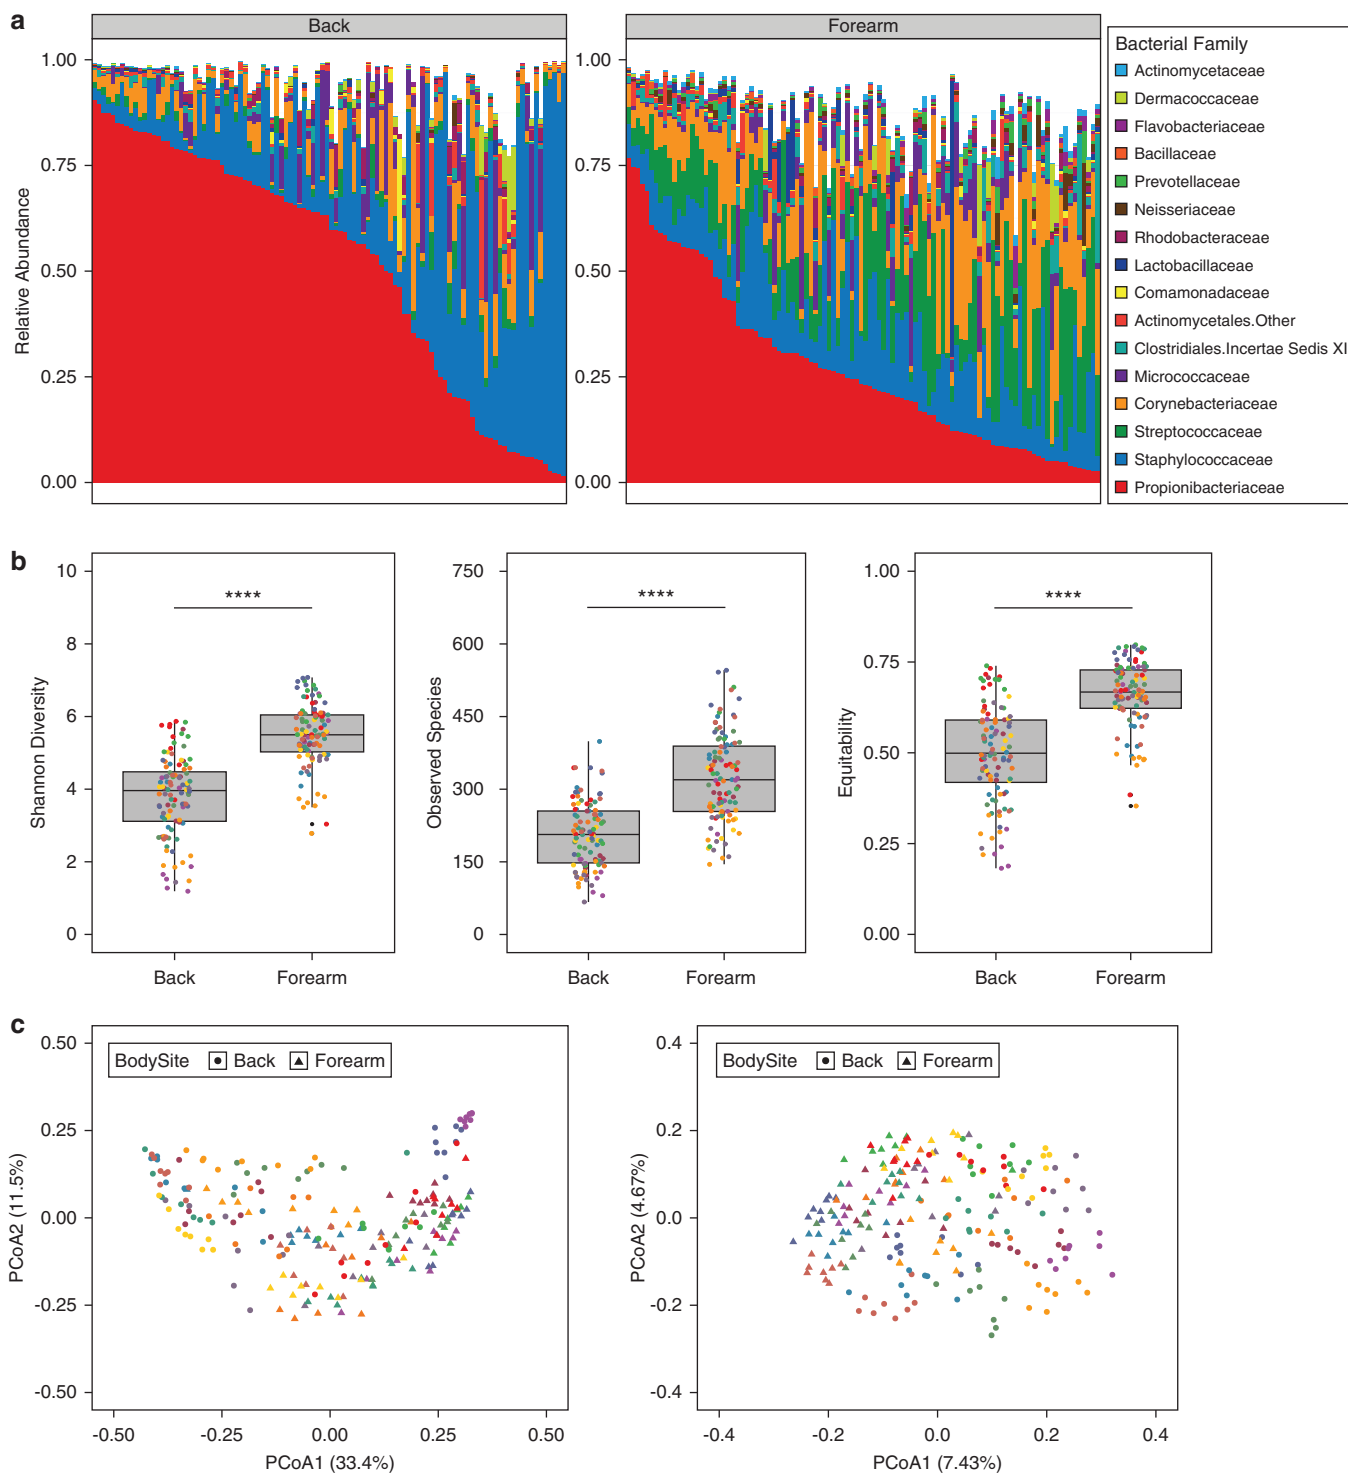 a
Back
Forearm
Relative Abundance
1.00
0.75
0.50
0.25
0.00
1.00
0.75
0.50
0.25
0.00
Bacterial Family
Actinomycetaceae
Dermacoccaceae
Flavobacteriaceae
Bacillaceae
Prevotellaceae
Neisseriaceae
Rhodobacteraceae
Lactobacillaceae
Comamonadaceae
Actinomycetales.Other
Clostridiales.Incertae Sedis XI
Micrococcaceae
Corynebacteriaceae
Streptococcaceae
Staphylococcaceae
Propionibacteriaceae
b
Shannon Diversity
10
8
6
4
2
0
****
Back Forearm
Observed Species
750
600
450
300
150
0
****
Back Forearm
Equitability
1.00
0.75
0.50
0.25
0.00
****
Back Forearm
c
BodySite Back Forearm
PCoA2 (11.5%)
0.50
0.25
0.00
-0.25
-0.50
-0.50 -0.25 0.00 0.25 0.50
PCoA1 (33.4%)
BodySite Back Forearm
PCoA2 (4.67%)
0.4
0.2
0.0
-0.2
-0.4
-0.4 -0.2 0.0 0.2 0.4
PCoA1 (7.43%)